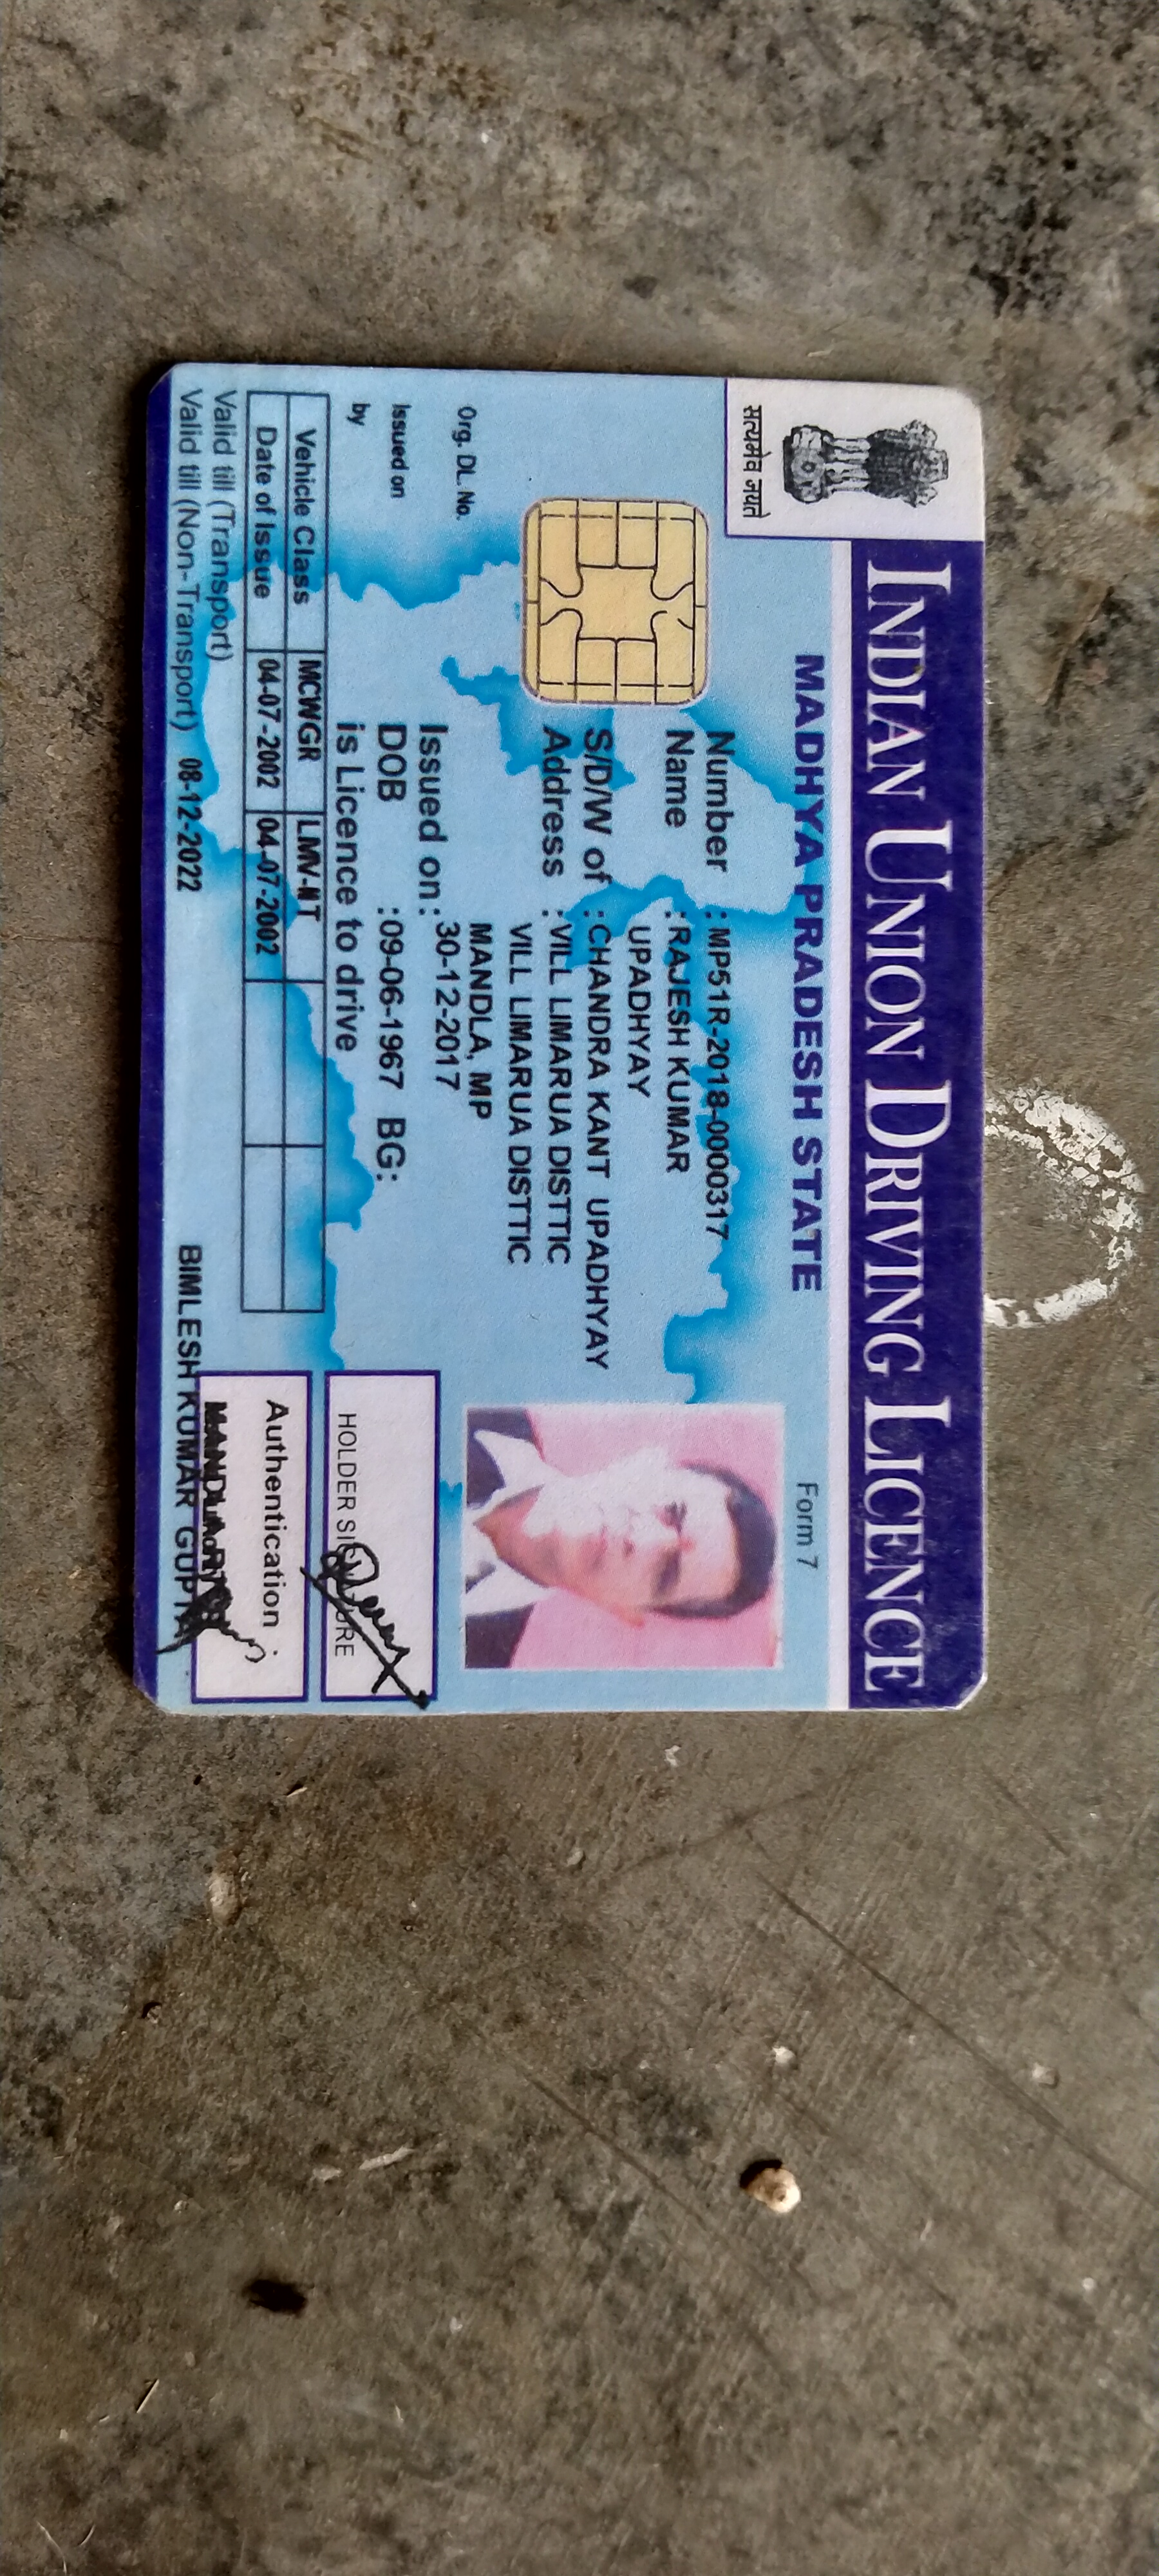 सत्यमेव जयते
INDIAN UNION DRIVING LICENCE
MADHYA PRADESH STATE
Form 7
Number : MP51R-2018-0000317
Name : RAJESH KUMAR
UPADHYAY
S/D/W of : CHANDRA KANT UPADHYAY
Address : VILL LIMARUA DISTTIC
VILL LIMARUA DISTTIC
MANDLA, MP
Org. DL. No.
Issued on : 30-12-2017
Issued on
DOB : 09-06-1967 BG:
by
is Licence to drive
HOLDER SIGNATURE
Vehicle Class MCWGR LMV-NT
Date of Issue 04-07-2002 04-07-2002
Authentication
Valid till (Transport)
Valid till (Non-Transport) 08-12-2022
BIMLESH KUMAR GUPTA